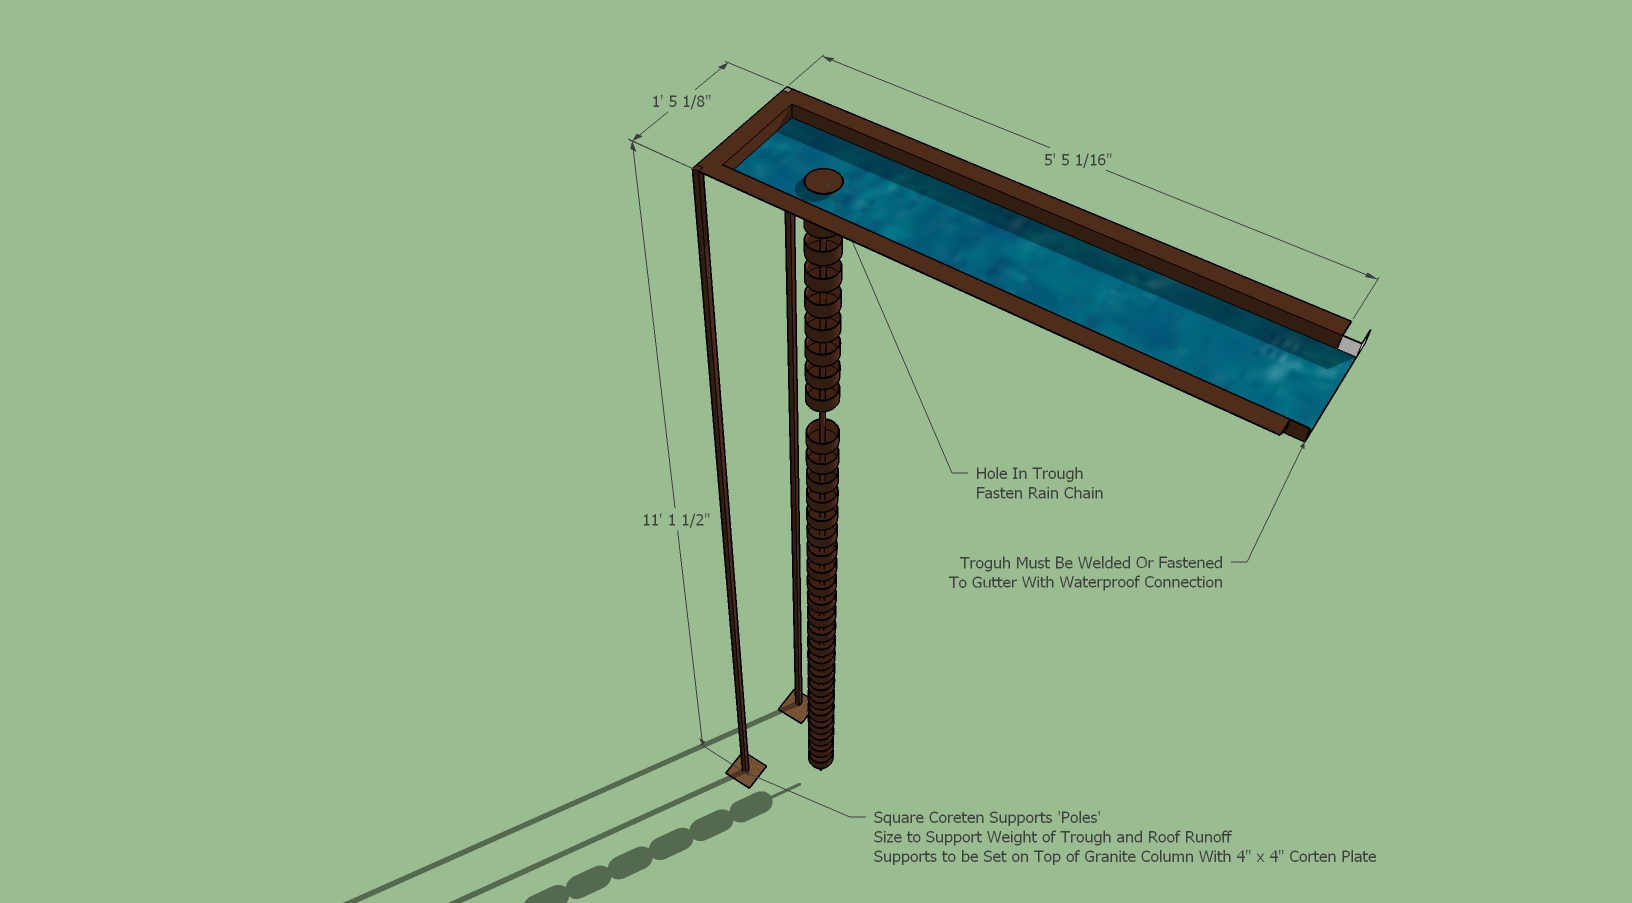 1' 5 1/8"
5' 5 1/16"
11' 1 1/2"
Hole In Trough
Fasten Rain Chain
Troguh Must Be Welded Or Fastened
To Gutter With Waterproof Connection
Square Coreten Supports 'Poles'
Size to Support Weight of Trough and Roof Runoff
Supports to be Set on Top of Granite Column With 4" x 4" Corten Plate